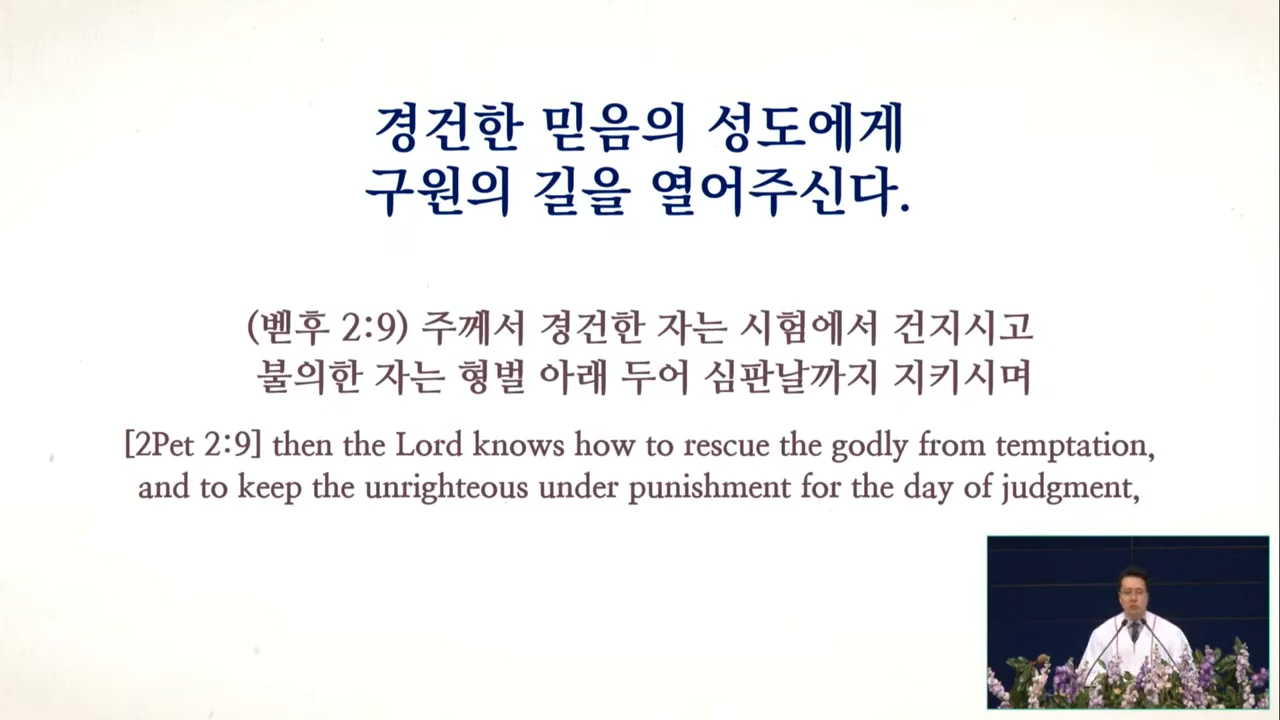 경건한 믿음의 성도에게
구원의 길을 열어주신다.
(벧후 2:9) 주께서 경건한 자는 시험에서 건지시고
불의한 자는 형벌 아래 두어 심판날까지 지키시며
[2Pet 2:9] then the Lord knows how to rescue the godly from temptation,
and to keep the unrighteous under punishment for the day of judgment,